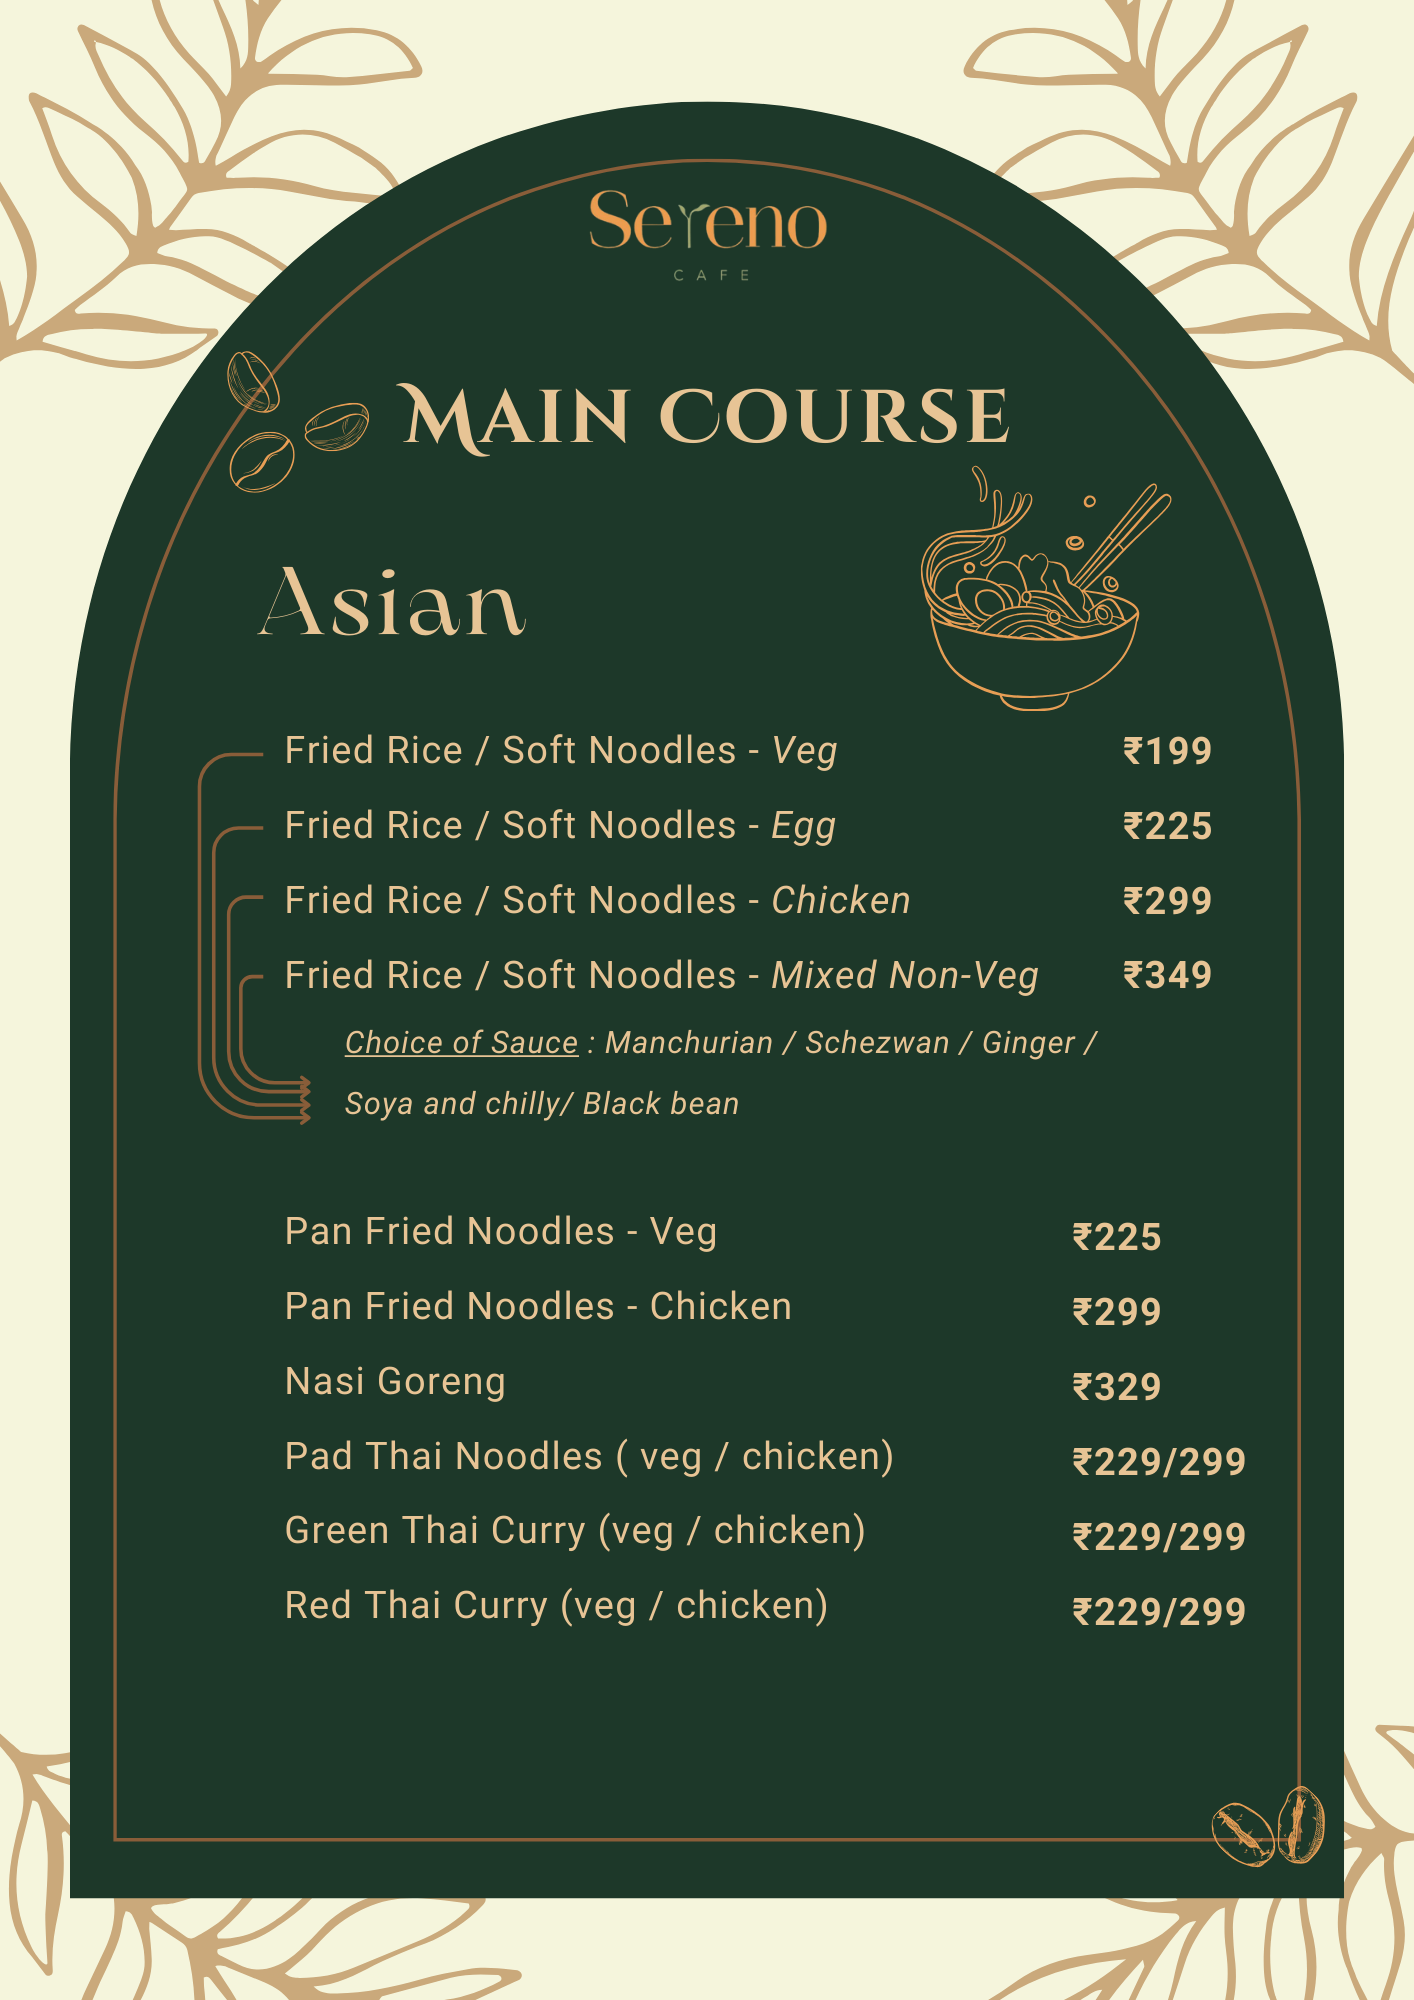 Sereno
CAFE
Main Course
Asian
Fried Rice / Soft Noodles - Veg ₹199
Fried Rice / Soft Noodles - Egg ₹225
Fried Rice / Soft Noodles - Chicken ₹299
Fried Rice / Soft Noodles - Mixed Non-Veg ₹349
Choice of Sauce : Manchurian / Schezwan / Ginger /
Soya and chilly/ Black bean
Pan Fried Noodles - Veg ₹225
Pan Fried Noodles - Chicken ₹299
Nasi Goreng ₹329
Pad Thai Noodles ( veg / chicken) ₹229/299
Green Thai Curry (veg / chicken) ₹229/299
Red Thai Curry (veg / chicken) ₹229/299